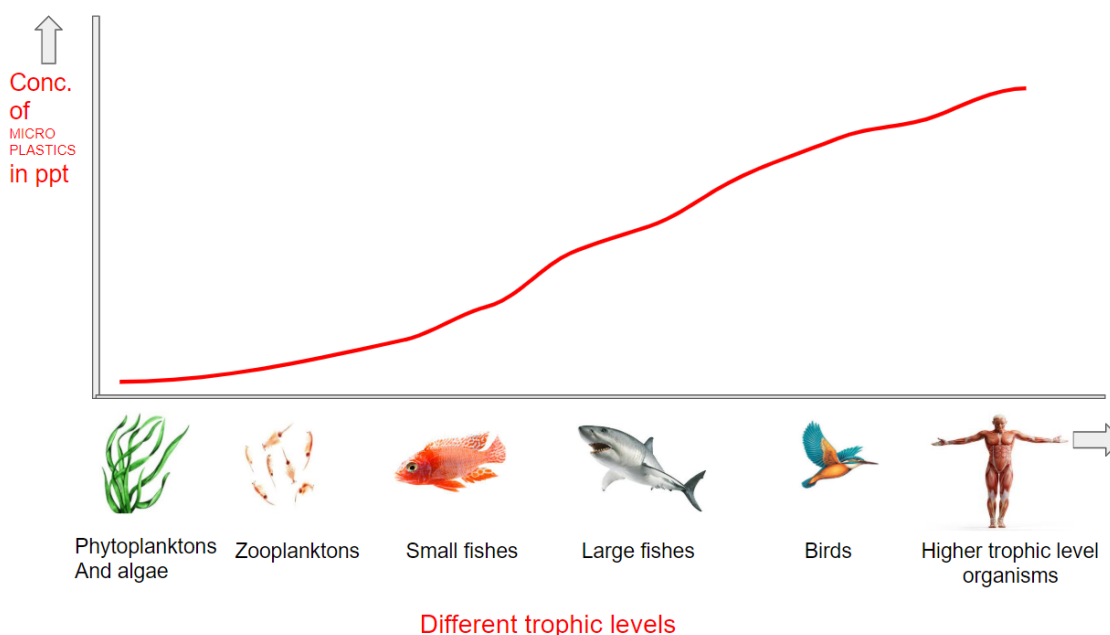 Conc.
of
MICRO
PLASTICS
in ppt
Phytoplanktons
And algae
Zooplanktons
Small fishes
Large fishes
Birds
Higher trophic level
organisms
Different trophic levels